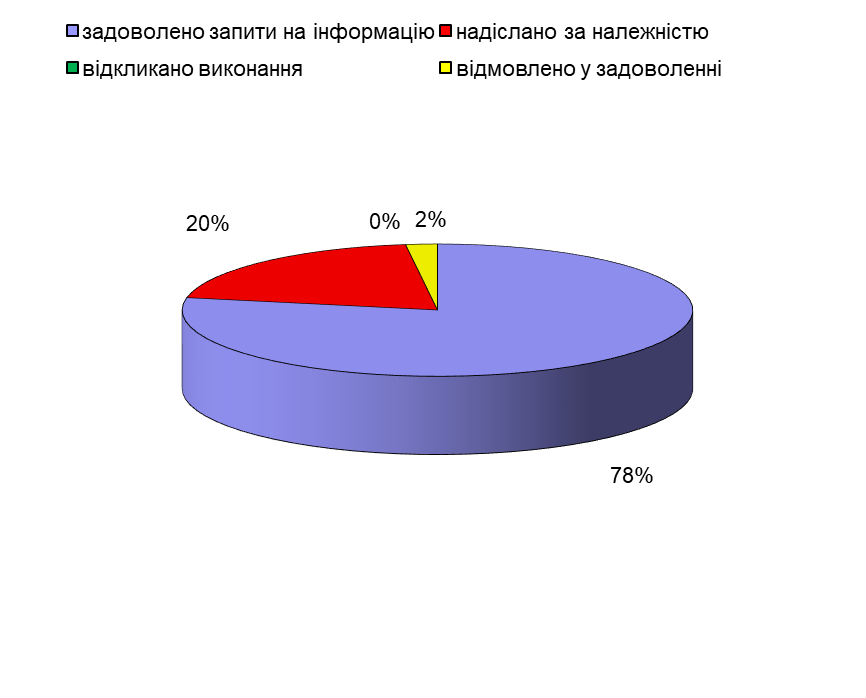 задоволено запити на інформацію надіслано за належністю
відкликано виконання відмовлено у задоволенні
20% 0% 2%
78%